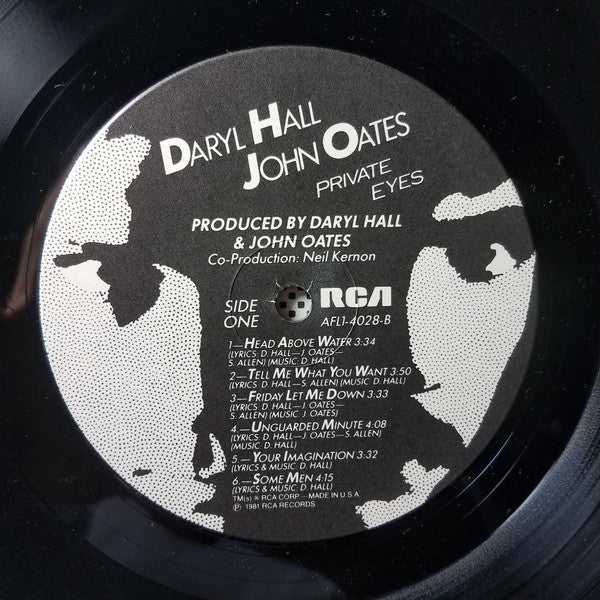 DARYL HALL
JOHN OATES
PRIVATE
EYES
PRODUCED BY DARYL HALL
& JOHN OATES
Co-Production: Neil Kernon
SIDE
ONE
RCA
AFL1-4028-B
1—HEAD ABOVE WATER 3:34
(LYRICS: D. HALL—J. OATES—
S. ALLEN) (MUSIC: D. HALL)
2—TELL ME WHAT YOU WANT 3:50
(LYRICS: D. HALL—S. ALLEN) (MUSIC: D. HALL)
3—FRIDAY LET ME DOWN 3:33
(LYRICS: D. HALL—J. OATES—
S. ALLEN) (MUSIC: J. OATES)
4.—UNGUARDED MINUTE 4:08
(LYRICS: D. HALL—J. OATES—S. ALLEN)
(MUSIC: D. HALL)
5—YOUR IMAGINATION 3:32
(LYRICS & MUSIC: D. HALL)
6.—SOME MEN 4:15
(LYRICS & MUSIC: D. HALL)
TM(s) ® RCA CORP—MADE IN U.S.A.
℗ 1981 RCA RECORDS